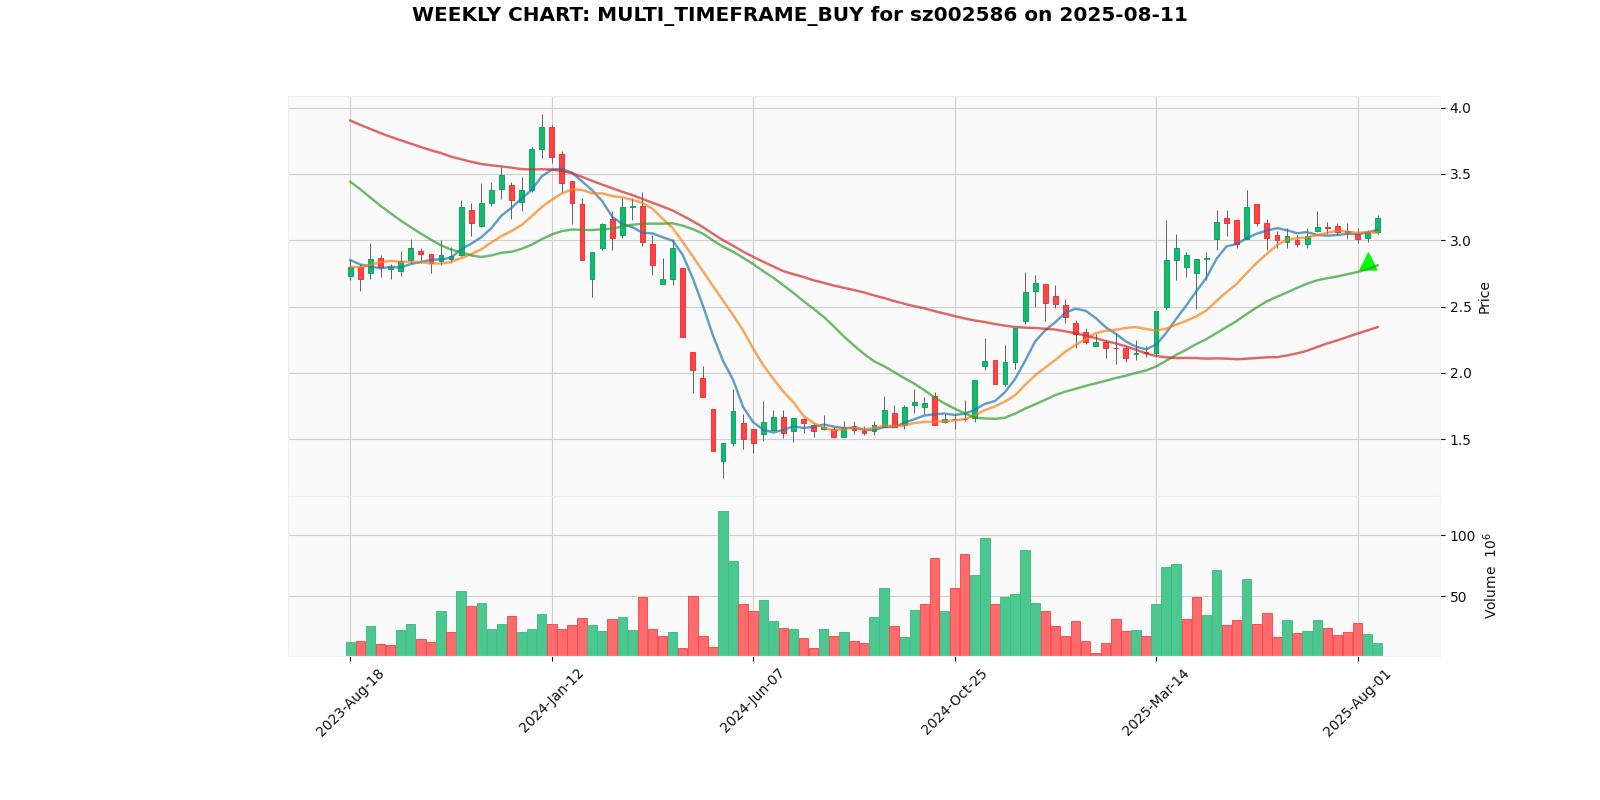 WEEKLY CHART: MULTI_TIMEFRAME_BUY for sz002586 on 2025-08-11
4.0
3.5
3.0
2.5
2.0
1.5
Price
100
50
Volume 10⁶
2023-Aug-18
2024-Jan-12
2024-Jun-07
2024-Oct-25
2025-Mar-14
2025-Aug-01